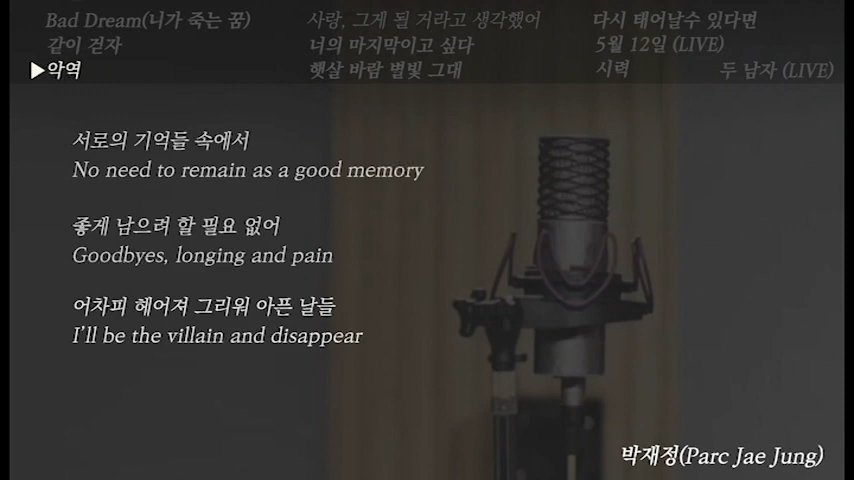 Bad Dream(니가 죽는 꿈)
같이 걷자
▶악역
사랑, 그게 될 거라고 생각했어
너의 마지막이고 싶다
햇살 바람 별빛 그대
다시 태어날수 있다면
5월 12일 (LIVE)
시력
두 남자 (LIVE)
서로의 기억들 속에서
No need to remain as a good memory
좋게 남으려 할 필요 없어
Goodbyes, longing and pain
어차피 헤어져 그리워 아픈 날들
I'll be the villain and disappear
박재정(Parc Jae Jung)